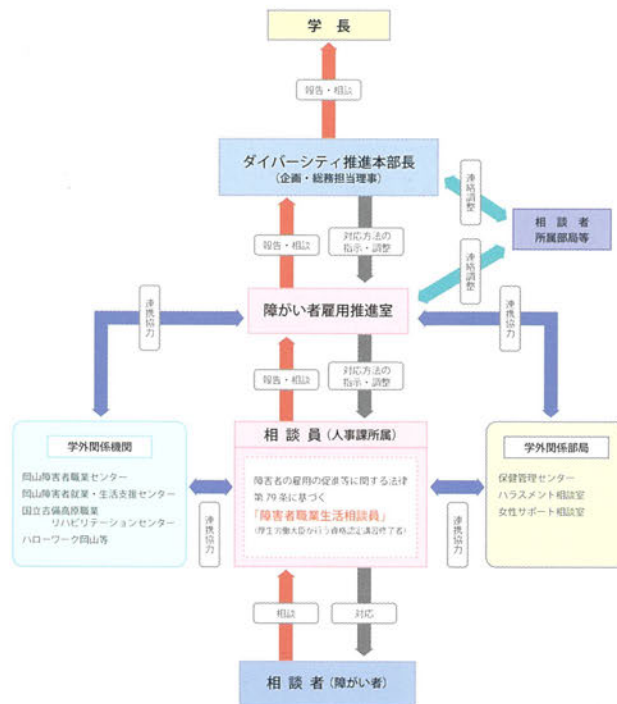 学 長
報告・相談
ダイバーシティ推進本部長
(企画・総務担当理事)
連絡調整
相 談 者
所属部局等
報告・相談
対応方法の
指示・調整
連絡調整
障がい者雇用推進室
連携協力
連携協力
報告・相談
対応方法の
指示・調整
学外関係機関
岡山障害者職業センター
岡山障害者就業・生活支援センター
国立吉備高原職業
リハビリテーションセンター
ハローワーク岡山等
連携協力
相 談 員(人事課所属)
障害者の雇用の促進等に関する法律
第 79 条に基づく
「障害者職業生活相談員」
(厚生労働大臣が行う資格認定講習修了者)
連携協力
学外関係部局
保健管理センター
ハラスメント相談室
女性サポート相談室
相談
対応
相 談 者(障がい者)